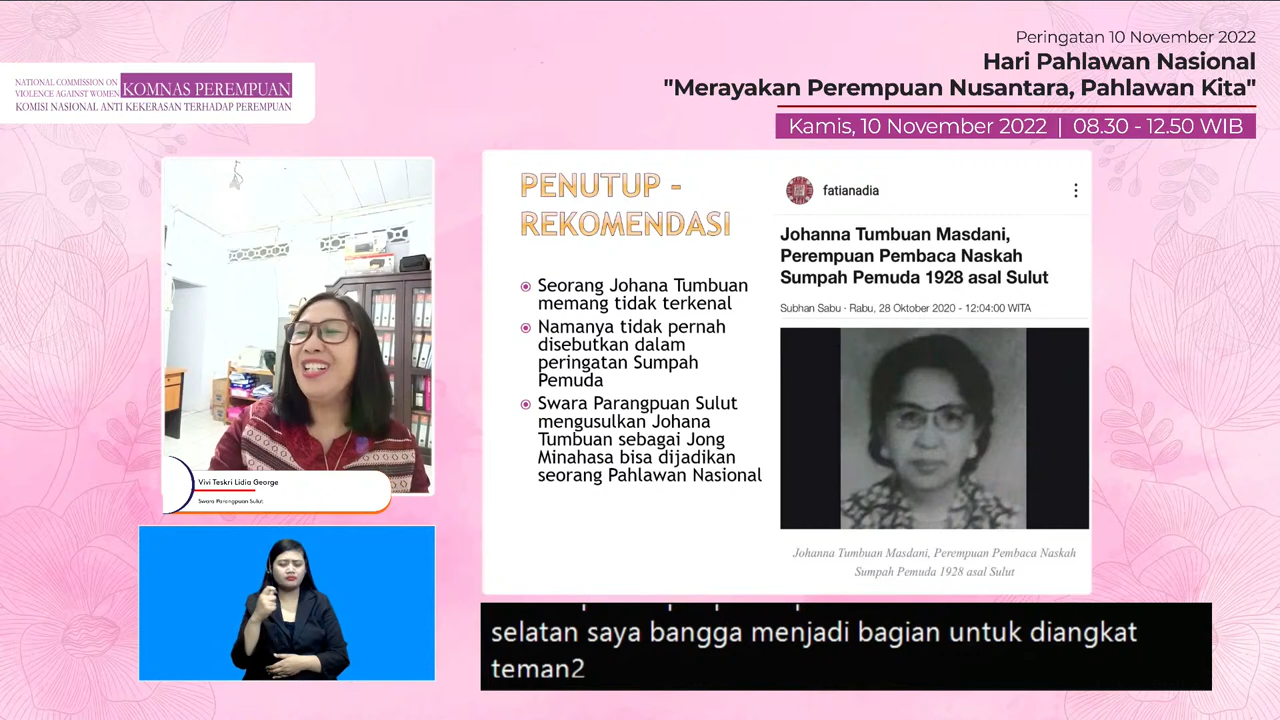 Peringatan 10 November 2022
Hari Pahlawan Nasional
"Merayakan Perempuan Nusantara, Pahlawan Kita"
Kamis, 10 November 2022 | 08.30 - 12.50 WIB
NATIONAL COMMISSION ON
VIOLENCE AGAINST WOMEN
KOMNAS PEREMPUAN
KOMISI NASIONAL ANTI KEKERASAN TERHADAP PEREMPUAN
Vivi Teskri Lidia George
Swara Parangpuan Sulut
PENUTUP -
REKOMENDASI
Seorang Johana Tumbuan
memang tidak terkenal
Namanya tidak pernah
disebutkan dalam
peringatan Sumpah
Pemuda
Swara Parangpuan Sulut
mengusulkan Johana
Tumbuan sebagai Jong
Minahasa bisa dijadikan
seorang Pahlawan Nasional
fatianadia
Johanna Tumbuan Masdani,
Perempuan Pembaca Naskah
Sumpah Pemuda 1928 asal Sulut
Subhan Sabu · Rabu, 28 Oktober 2020 - 12:04:00 WITA
Johanna Tumbuan Masdani, Perempuan Pembaca Naskah
Sumpah Pemuda 1928 asal Sulut
selatan saya bangga menjadi bagian untuk diangkat
teman2